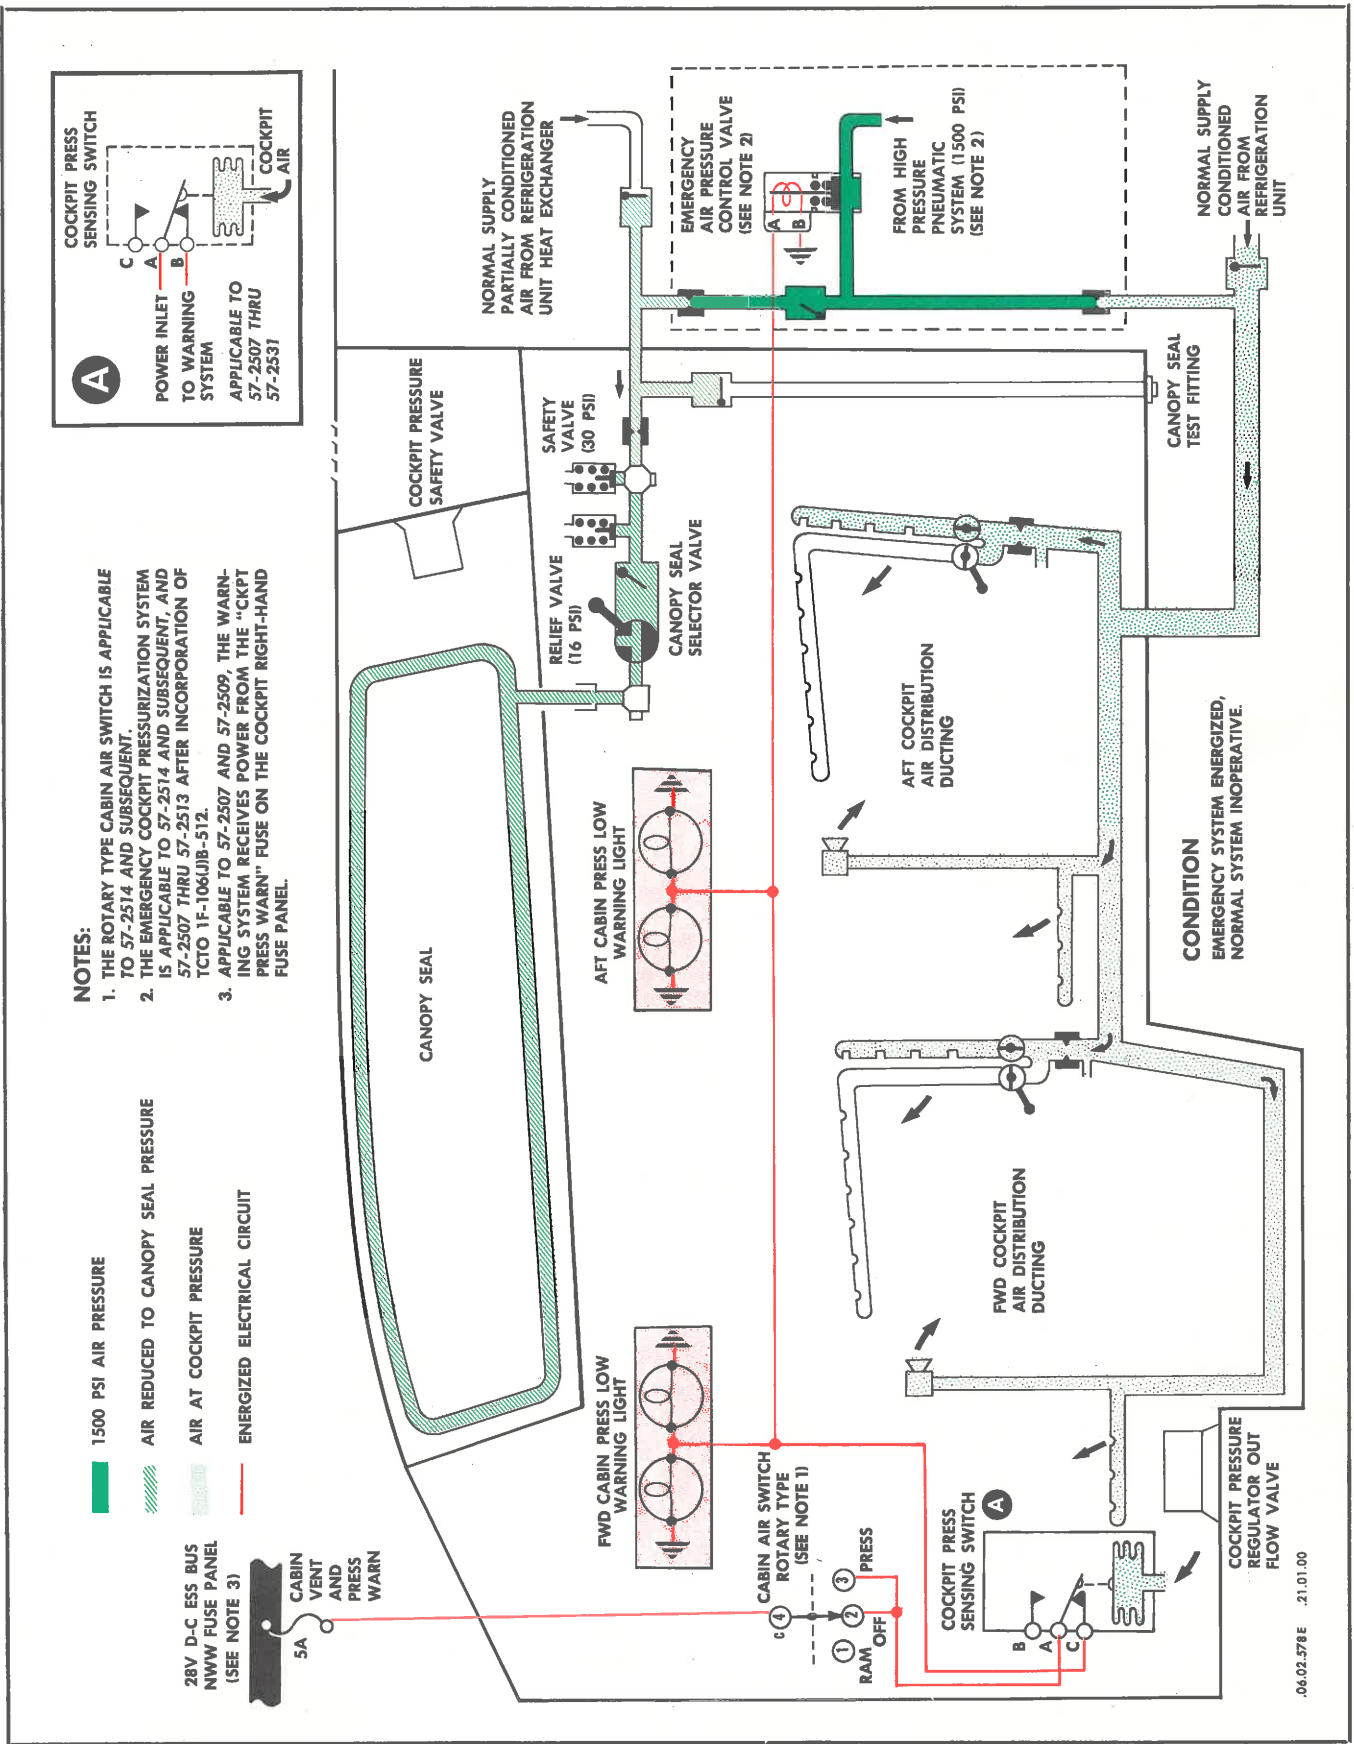 NOTES:
1. THE ROTARY TYPE CABIN AIR SWITCH IS APPLICABLE
TO 57-2514 AND SUBSEQUENT.
2. THE EMERGENCY COCKPIT PRESSURIZATION SYSTEM
IS APPLICABLE TO 57-2514 AND SUBSEQUENT, AND
57-2507 THRU 57-2513 AFTER INCORPORATION OF
TCTO 1F-106(J)B-512.
3. APPLICABLE TO 57-2507 AND 57-2509, THE WARN-
ING SYSTEM RECEIVES POWER FROM THE "CKPT
PRESS WARN" FUSE ON THE COCKPIT RIGHT-HAND
FUSE PANEL.
COCKPIT PRESS
SENSING SWITCH
C
A
B
COCKPIT
AIR
POWER INLET
TO WARNING
SYSTEM
APPLICABLE TO
57-2507 THRU
57-2531
A
1500 PSI AIR PRESSURE
AIR REDUCED TO CANOPY SEAL PRESSURE
AIR AT COCKPIT PRESSURE
ENERGIZED ELECTRICAL CIRCUIT
28V D-C ESS BUS
NWW FUSE PANEL
(SEE NOTE 3)
5A
CABIN
VENT
AND
PRESS
WARN
CANOPY SEAL
COCKPIT PRESSURE
SAFETY VALVE
NORMAL SUPPLY
PARTIALLY CONDITIONED
AIR FROM REFRIGERATION
UNIT HEAT EXCHANGER
SAFETY
VALVE
(30 PSI)
RELIEF VALVE
(16 PSI)
CANOPY SEAL
SELECTOR VALVE
EMERGENCY
AIR PRESSURE
CONTROL VALVE
(SEE NOTE 2)
A
B
FROM HIGH
PRESSURE
PNEUMATIC
SYSTEM (1500 PSI)
(SEE NOTE 2)
NORMAL SUPPLY
CONDITIONED
AIR FROM
REFRIGERATION
UNIT
CANOPY SEAL
TEST FITTING
FWD CABIN PRESS LOW
WARNING LIGHT
AFT CABIN PRESS LOW
WARNING LIGHT
AFT COCKPIT
AIR DISTRIBUTION
DUCTING
FWD COCKPIT
AIR DISTRIBUTION
DUCTING
CABIN AIR SWITCH
ROTARY TYPE
(SEE NOTE 1)
C
4
1
2
3
RAM
OFF
PRESS
COCKPIT PRESS
SENSING SWITCH
A
B
A
C
COCKPIT PRESSURE
REGULATOR OUT
FLOW VALVE
CONDITION
EMERGENCY SYSTEM ENERGIZED,
NORMAL SYSTEM INOPERATIVE.
.06.02.578E
.21.01.00